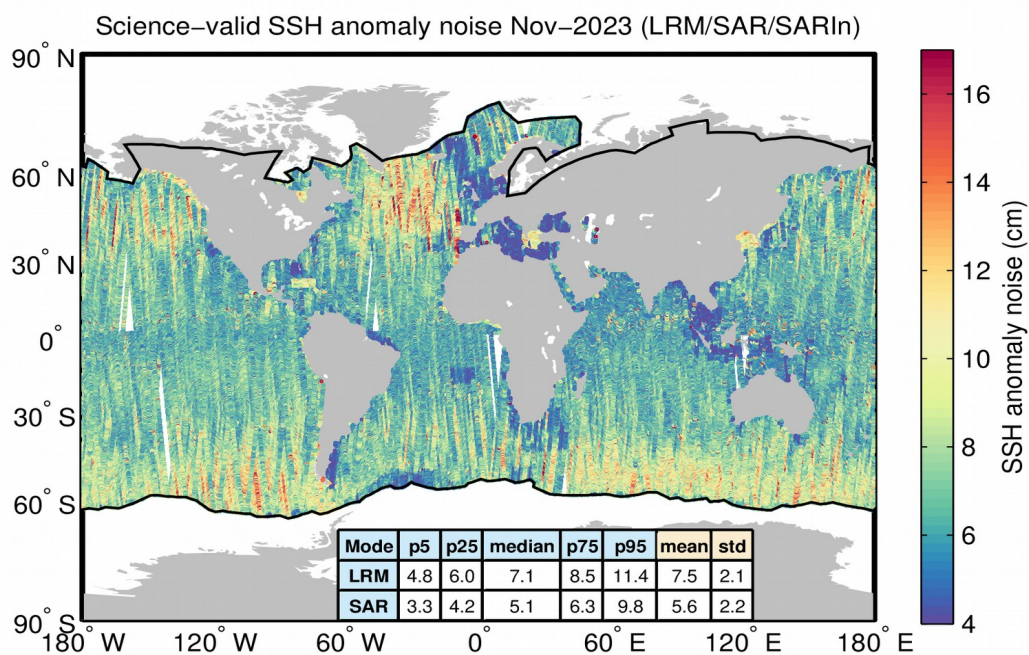 Science−valid SSH anomaly noise Nov−2023 (LRM/SAR/SARIn)
90° N
60° N
30° N
0°
30° S
60° S
90° S
180° W
120° W
60° W
0°
60° E
120° E
180° E
Mode p5 p25 median p75 p95 mean std
LRM 4.8 6.0 7.1 8.5 11.4 7.5 2.1
SAR 3.3 4.2 5.1 6.3 9.8 5.6 2.2
16
14
12
10
8
6
4
SSH anomaly noise (cm)